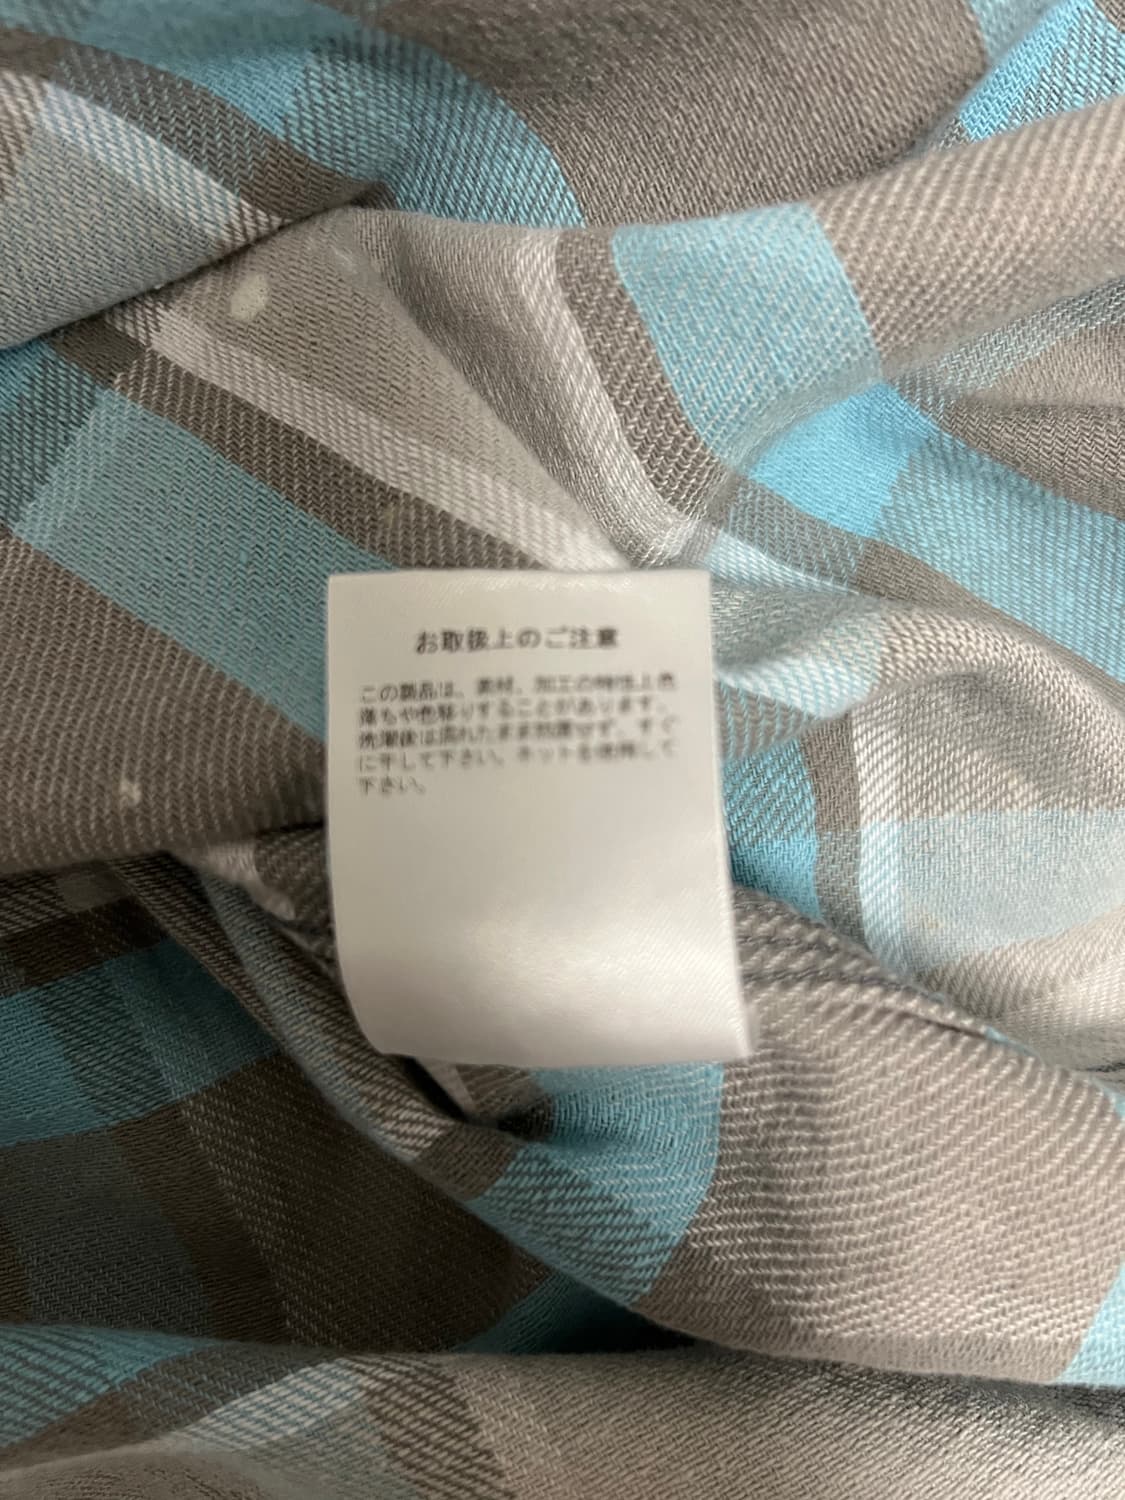 お取扱上のご注意
この製品は、素材、加工の特性上色
落ちや色移りすることがあります。
洗濯後は濡れたまま放置せず、すぐ
に干して下さい。ネットを使用して
下さい。